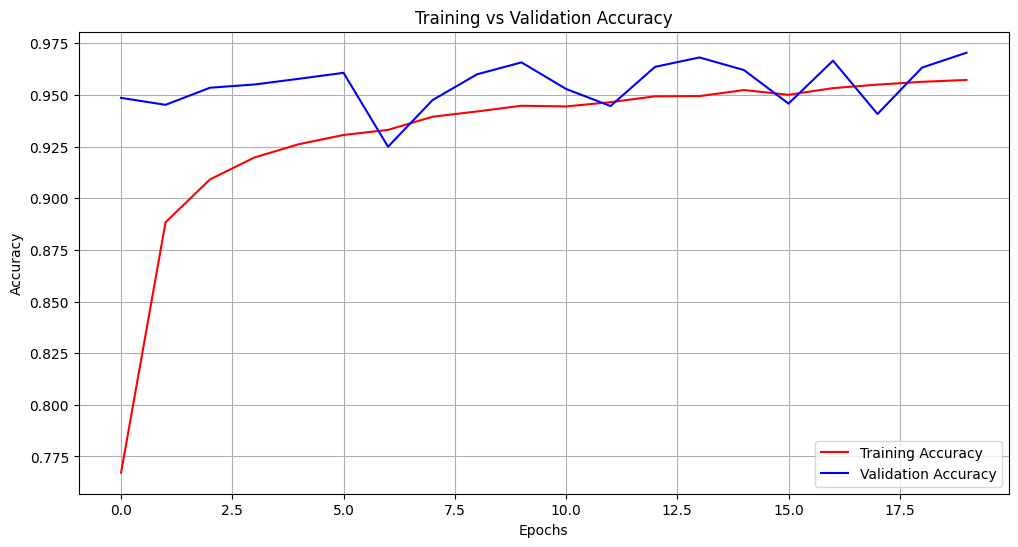 Training vs Validation Accuracy
0.975
0.950
0.925
0.900
0.875
0.850
0.825
0.800
0.775
Accuracy
Training Accuracy
Validation Accuracy
0.0 2.5 5.0 7.5 10.0 12.5 15.0 17.5
Epochs